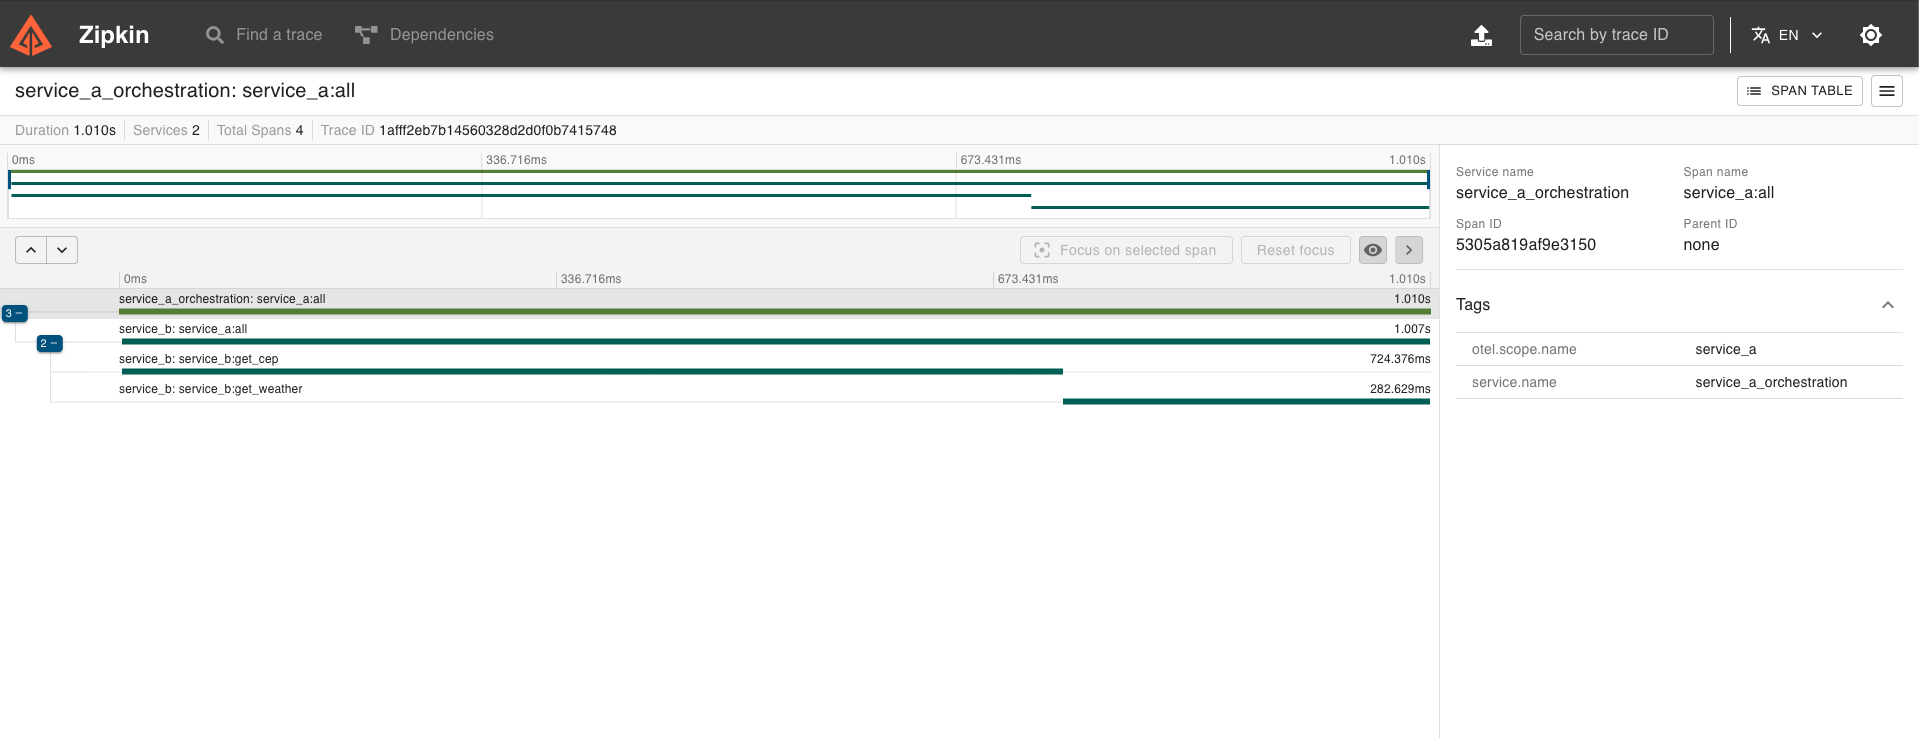 Zipkin Find a trace Dependencies Search by trace ID EN
service_a_orchestration: service_a:all SPAN TABLE
Duration 1.010s Services 2 Total Spans 4 Trace ID 1afff2eb7b14560328d2d0f0b7415748
0ms 336.716ms 673.431ms 1.010s
Focus on selected span Reset focus
0ms 336.716ms 673.431ms 1.010s
service_a_orchestration: service_a:all 1.010s
3 −
service_b: service_a:all 1.007s
2 −
service_b: service_b:get_cep 724.376ms
service_b: service_b:get_weather 282.629ms
Service name Span name
service_a_orchestration service_a:all
Span ID Parent ID
5305a819af9e3150 none
Tags
otel.scope.name service_a
service.name service_a_orchestration